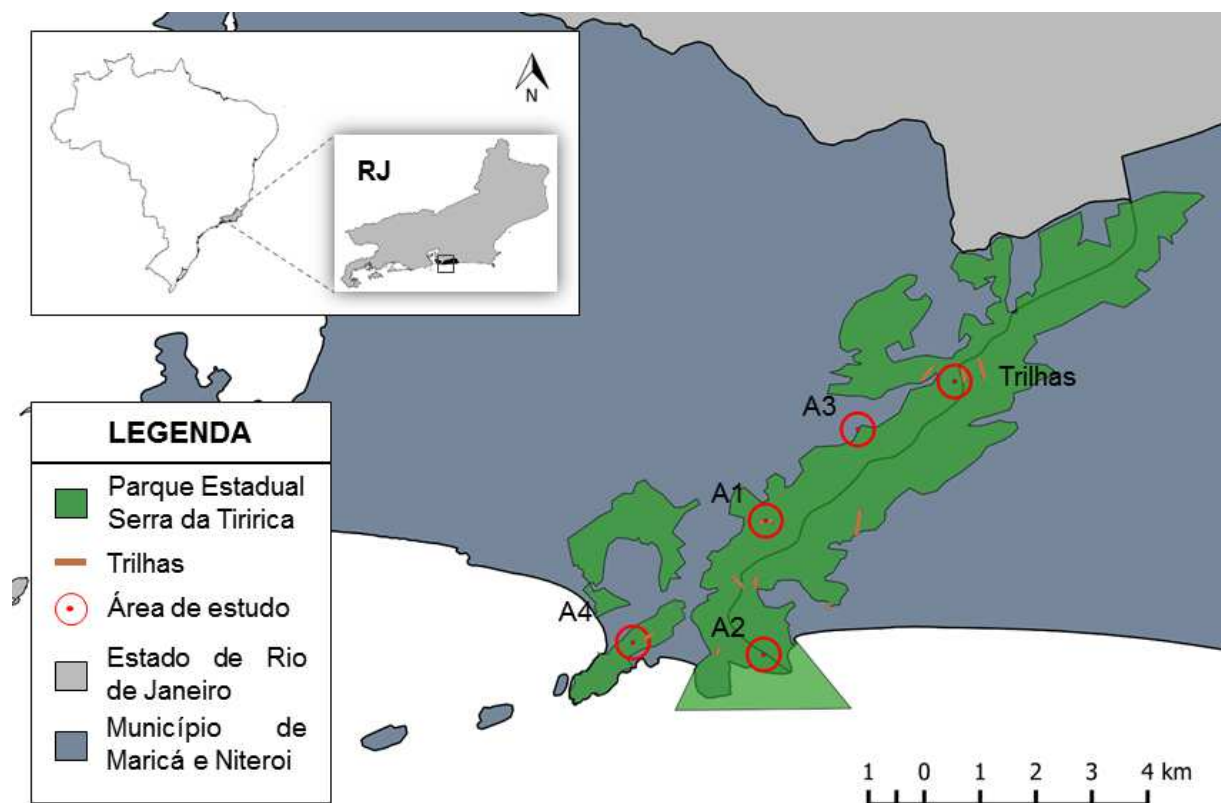 N
RJ
Trilhas
A3
A1
A4
A2
LEGENDA
Parque Estadual
Serra da Tiririca
Trilhas
Área de estudo
Estado de Rio
de Janeiro
Município de
Maricá e Niteroi
1 0 1 2 3 4 km